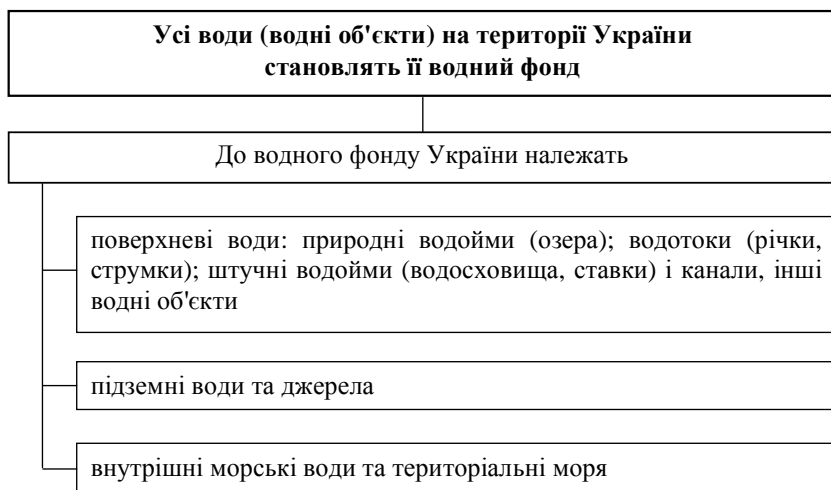 Усі води (водні об'єкти) на території України
становлять її водний фонд
До водного фонду України належать
поверхневі води: природні водойми (озера); водотоки (річки,
струмки); штучні водойми (водосховища, ставки) і канали, інші
водні об'єкти
підземні води та джерела
внутрішні морські води та територіальні моря